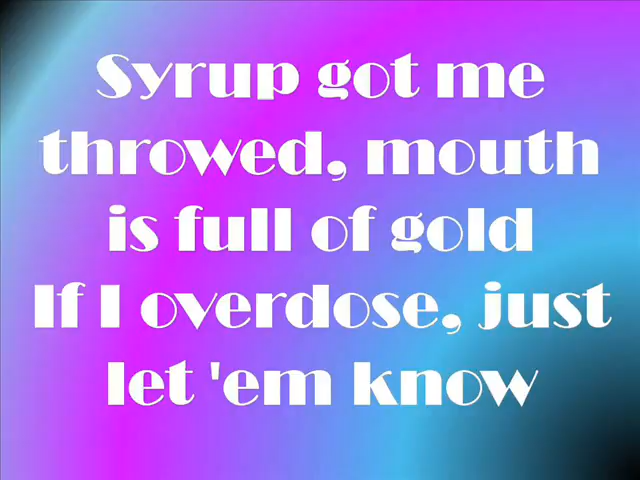 Syrup got me
throwed, mouth
is full of gold
If I overdose, just
let 'em know